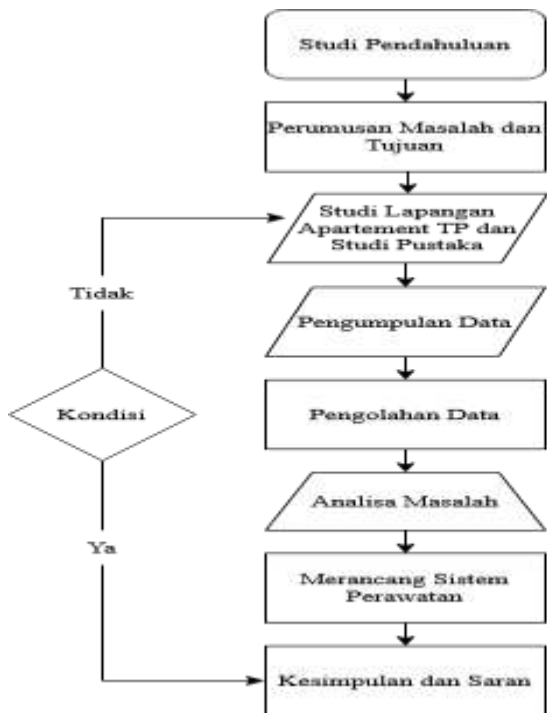 Studi Pendahuluan
Perumusan Masalah dan
Tujuan
Studi Lapangan
Apartement TP dan
Studi Pustaka
Tidak
Pengumpulan Data
Kondisi
Pengolahan Data
Analisa Masalah
Ya
Merancang Sistem
Perawatan
Kesimpulan dan Saran